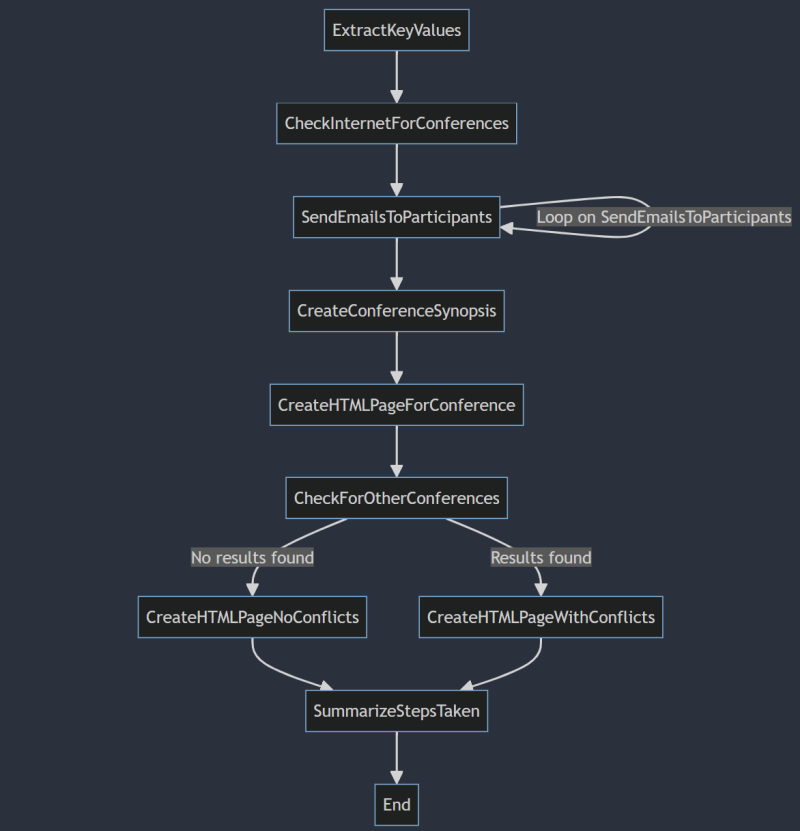 ExtractKeyValues
CheckInternetForConferences
SendEmailsToParticipants
Loop on SendEmailsToParticipants
CreateConferenceSynopsis
CreateHTMLPageForConference
CheckForOtherConferences
No results found
Results found
CreateHTMLPageNoConflicts
CreateHTMLPageWithConflicts
SummarizeStepsTaken
End